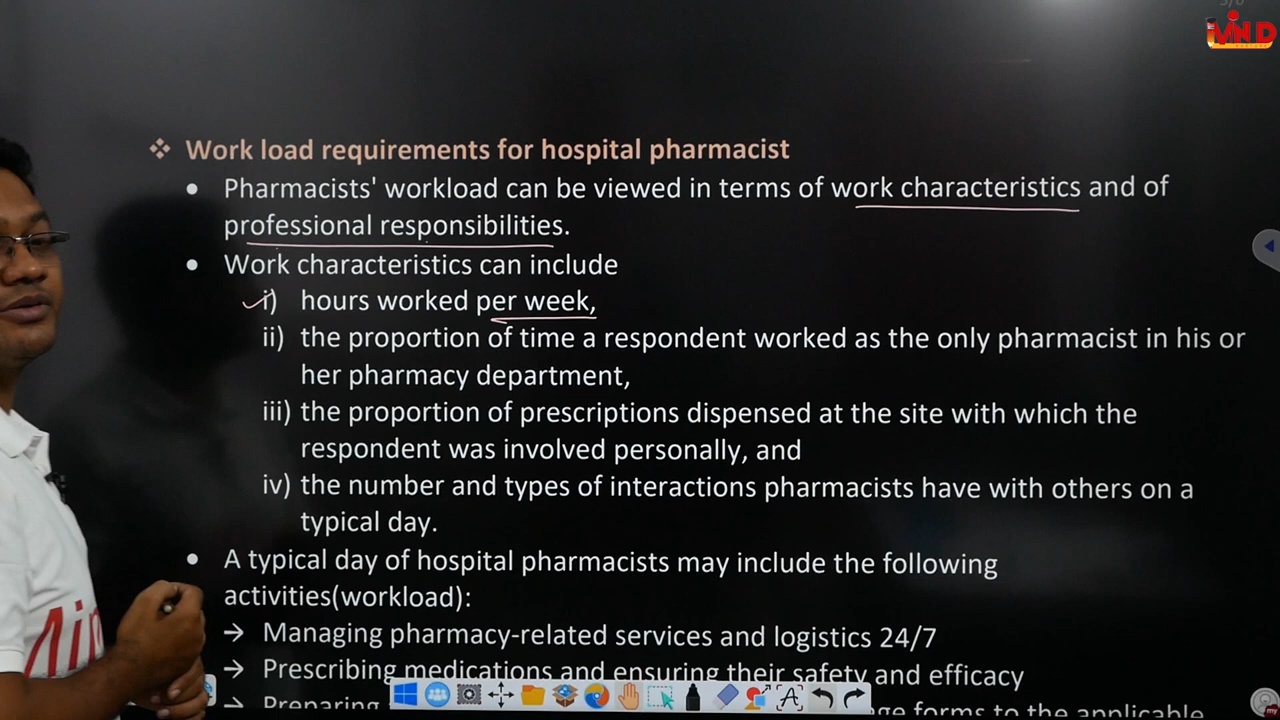 ❖ Work load requirements for hospital pharmacist
• Pharmacists' workload can be viewed in terms of work characteristics and of
professional responsibilities.
• Work characteristics can include
i) hours worked per week,
ii) the proportion of time a respondent worked as the only pharmacist in his or
her pharmacy department,
iii) the proportion of prescriptions dispensed at the site with which the
respondent was involved personally, and
iv) the number and types of interactions pharmacists have with others on a
typical day.
• A typical day of hospital pharmacists may include the following
activities(workload):
→ Managing pharmacy-related services and logistics 24/7
→ Prescribing medications and ensuring their safety and efficacy
→ Preparing
forms to the applicable